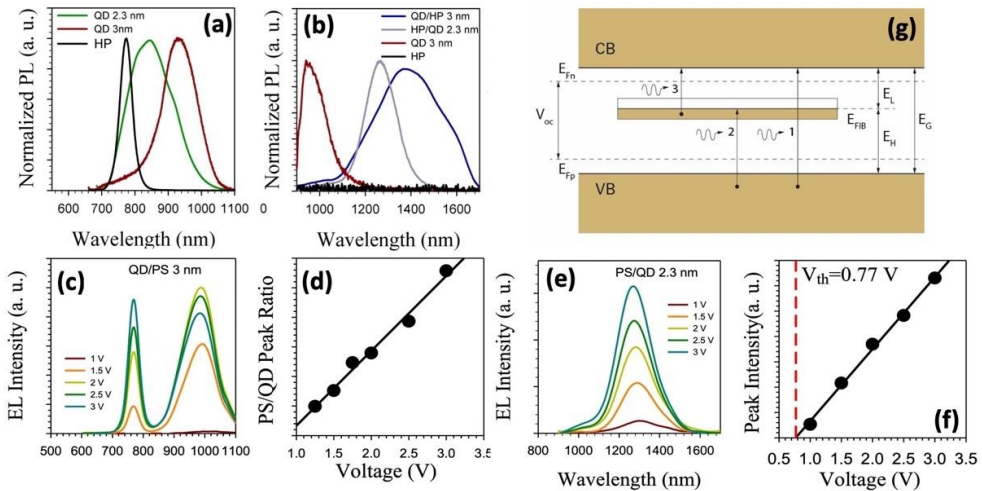 (a)
QD 2.3 nm
QD 3nm
HP
Normalized PL (a. u.)
600 700 800 900 1000 1100
Wavelength (nm)
(b)
QD/HP 3 nm
HP/QD 2.3 nm
QD 3 nm
HP
Normalized PL (a. u.)
0 1000 1200 1400 1600
Wavelength (nm)
(g)
CB
E_Fn
3
V_oc
E_L
E_FIB
2
1
E_H
E_G
E_Fp
VB
(c)
QD/PS 3 nm
EL Intensity (a. u.)
1 V
1.5 V
2 V
2.5 V
3 V
500 600 700 800 900 1000 1100
Wavelength (nm)
(d)
PS/QD Peak Ratio
1.0 1.5 2.0 2.5 3.0 3.5
Voltage (V)
(e)
PS/QD 2.3 nm
EL Intensity (a. u.)
1 V
1.5 V
2 V
2.5 V
3 V
800 1000 1200 1400 1600
Wavelength (nm)
V_th=0.77 V
Peak Intensity(a. u.)
(f)
0.5 1.0 1.5 2.0 2.5 3.0 3.5
Voltage (V)